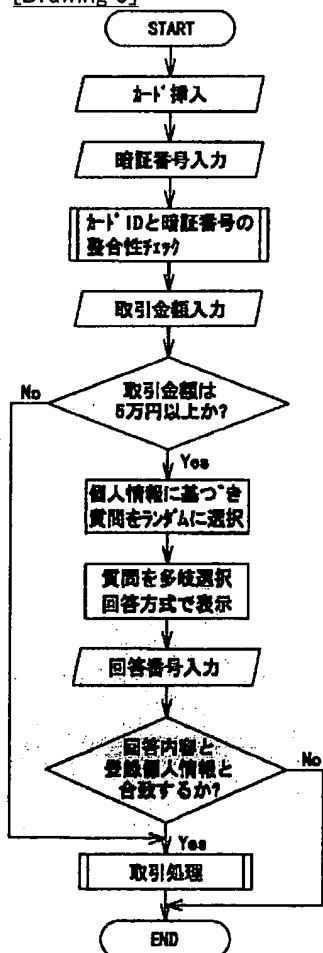 START
カード挿入
暗証番号入力
カードIDと暗証番号の
整合性チェック
取引金額入力
取引金額は
5万円以上か?
No
Yes
個人情報に基づき
質問をランダムに選択
質問を多岐選択
回答方式で表示
回答番号入力
回答内容と
登録個人情報と
合致するか?
No
Yes
取引処理
END